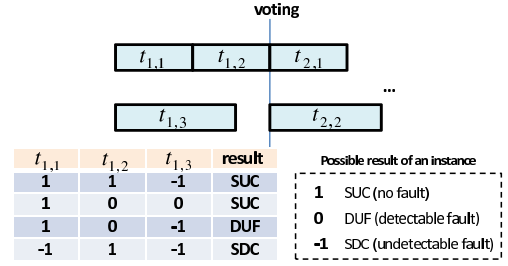 voting
t1,1 t1,2 t2,1
...
t1,3 t2,2
t1,1 t1,2 t1,3 result
1 1 -1 SUC
1 0 0 SUC
1 0 -1 DUF
-1 1 -1 SDC
Possible result of an instance
1 SUC (no fault)
0 DUF (detectable fault)
-1 SDC (undetectable fault)